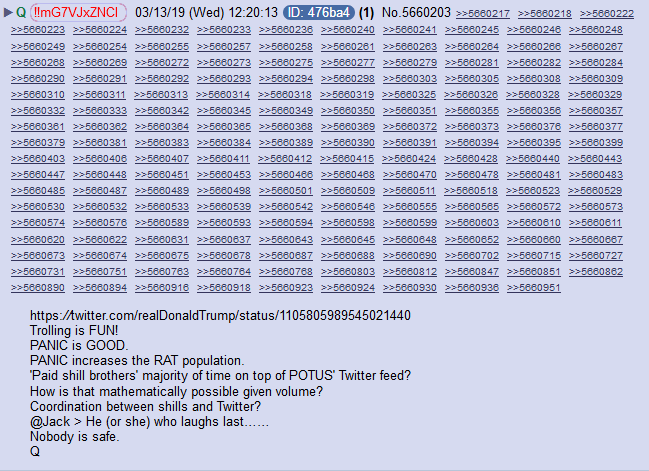 ▶ Q !!mG7VJxZNCI 03/13/19 (Wed) 12:20:13 ID: 476ba4 (1) No.5660203 >>5660217 >>5660218 >>5660222
>>5660223 >>5660224 >>5660232 >>5660233 >>5660236 >>5660240 >>5660241 >>5660245 >>5660246 >>5660248
>>5660249 >>5660254 >>5660255 >>5660257 >>5660258 >>5660261 >>5660263 >>5660264 >>5660266 >>5660267
>>5660268 >>5660269 >>5660272 >>5660273 >>5660275 >>5660277 >>5660279 >>5660281 >>5660282 >>5660284
>>5660290 >>5660291 >>5660292 >>5660293 >>5660294 >>5660298 >>5660303 >>5660305 >>5660308 >>5660309
>>5660310 >>5660311 >>5660313 >>5660314 >>5660318 >>5660319 >>5660325 >>5660326 >>5660328 >>5660329
>>5660332 >>5660333 >>5660342 >>5660345 >>5660349 >>5660350 >>5660351 >>5660355 >>5660356 >>5660357
>>5660361 >>5660362 >>5660364 >>5660365 >>5660368 >>5660369 >>5660372 >>5660373 >>5660376 >>5660377
>>5660379 >>5660381 >>5660383 >>5660384 >>5660389 >>5660390 >>5660391 >>5660394 >>5660395 >>5660399
>>5660403 >>5660406 >>5660407 >>5660411 >>5660412 >>5660415 >>5660424 >>5660428 >>5660440 >>5660443
>>5660447 >>5660448 >>5660451 >>5660453 >>5660466 >>5660468 >>5660470 >>5660478 >>5660481 >>5660483
>>5660485 >>5660487 >>5660489 >>5660498 >>5660501 >>5660509 >>5660511 >>5660518 >>5660523 >>5660529
>>5660530 >>5660532 >>5660533 >>5660539 >>5660542 >>5660546 >>5660555 >>5660565 >>5660572 >>5660573
>>5660574 >>5660576 >>5660589 >>5660593 >>5660594 >>5660598 >>5660599 >>5660603 >>5660610 >>5660611
>>5660620 >>5660622 >>5660631 >>5660637 >>5660643 >>5660645 >>5660648 >>5660652 >>5660660 >>5660667
>>5660673 >>5660674 >>5660675 >>5660678 >>5660687 >>5660688 >>5660690 >>5660702 >>5660715 >>5660727
>>5660731 >>5660751 >>5660763 >>5660764 >>5660768 >>5660803 >>5660812 >>5660847 >>5660851 >>5660862
>>5660890 >>5660894 >>5660916 >>5660918 >>5660923 >>5660924 >>5660930 >>5660936 >>5660951
https://twitter.com/realDonaldTrump/status/1105805989545021440
Trolling is FUN!
PANIC is GOOD.
PANIC increases the RAT population.
'Paid shill brothers' majority of time on top of POTUS' Twitter feed?
How is that mathematically possible given volume?
Coordination between shills and Twitter?
@Jack > He (or she) who laughs last……
Nobody is safe.
Q